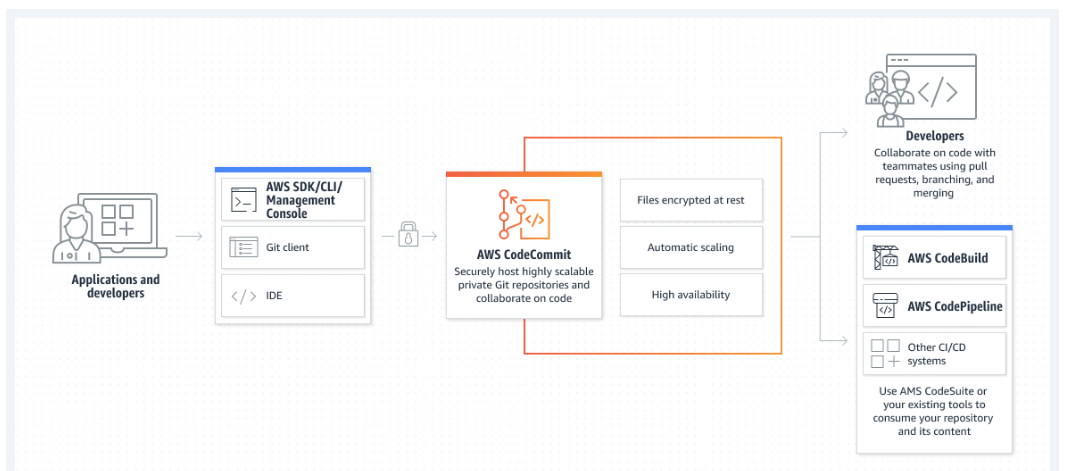 Applications and
developers
AWS SDK/CLI/
Management
Console
Git client
IDE
AWS CodeCommit
Securely host highly scalable
private Git repositories and
collaborate on code
Files encrypted at rest
Automatic scaling
High availability
Developers
Collaborate on code with
teammates using pull
requests, branching, and
merging
AWS CodeBuild
AWS CodePipeline
Other CI/CD
systems
Use AMS CodeSuite or
your existing tools to
consume your repository
and its content